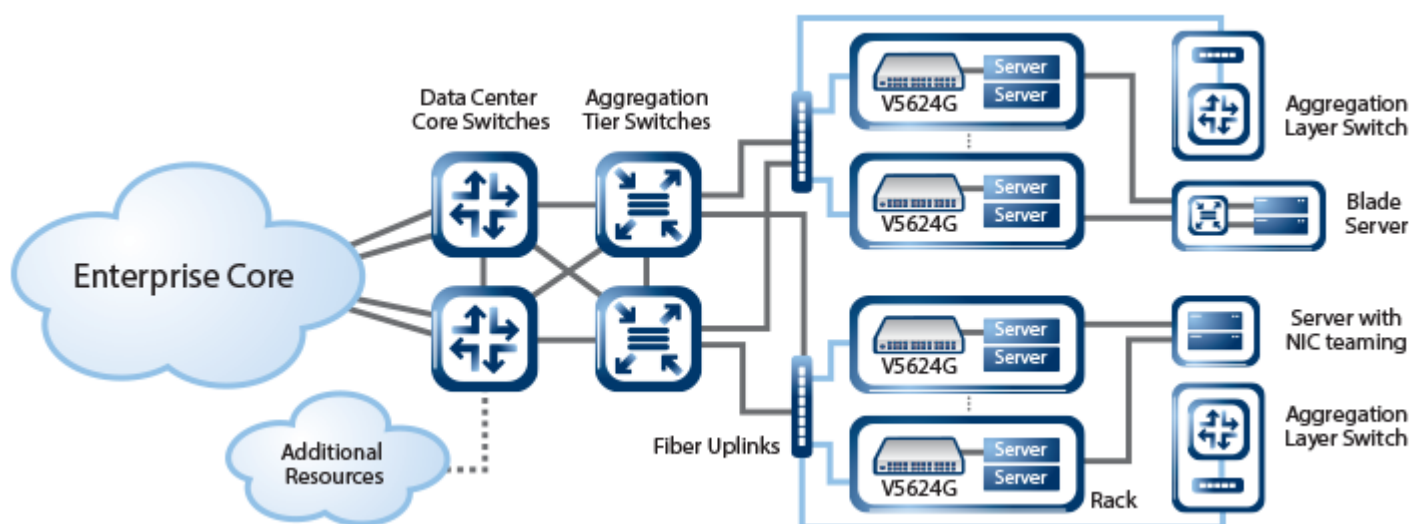 Data Center
Core Switches
Aggregation
Tier Switches
Enterprise Core
Additional
Resources
Fiber Uplinks
Server
Server
V5624G
Server
Server
V5624G
Server
Server
V5624G
Server
Server
V5624G
Rack
Aggregation
Layer Switch
Blade
Server
Server with
NIC teaming
Aggregation
Layer Switch